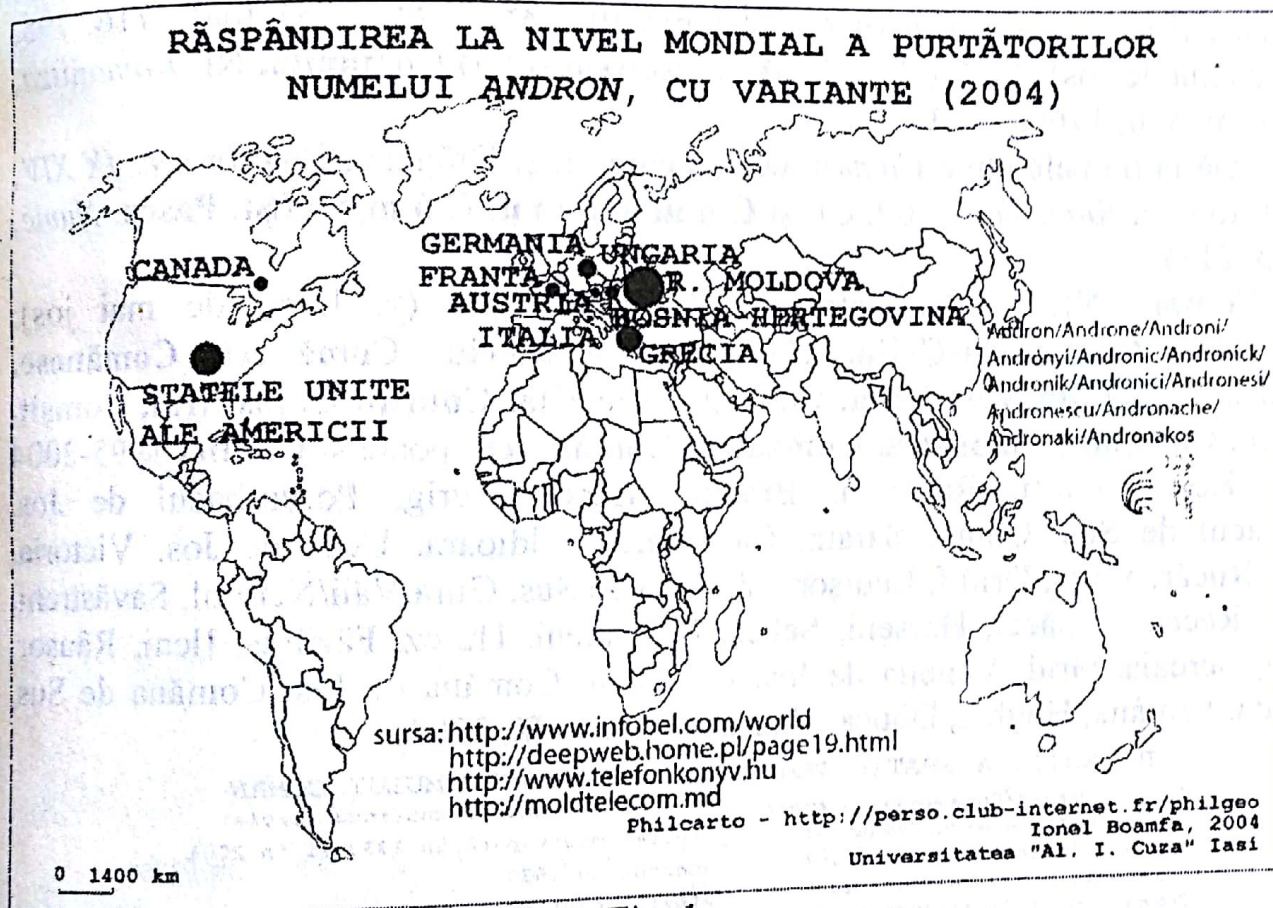 RÃSPÂNDIREA LA NIVEL MONDIAL A PURTÃTORILOR
NUMELUI ANDRON, CU VARIANTE (2004)
GERMANIA
UNGARIA
CANADA
FRANTA
R. MOLDOVA
AUSTRIA
BOSNIA HERTEGOVINA
ITALIA
GRECIA
STATELE UNITE
ALE AMERICII
Andron/Androne/Androni/
Andrónyi/Andronic/Andronick/
Andronik/Andronici/Andronesi/
Andronescu/Andronache/
Andronaki/Andronakos
sursa: http://www.infobel.com/world
http://deepweb.home.pl/page19.html
http://www.telefonkonyv.hu
http://moldtelecom.md
Philcarto - http://perso.club-internet.fr/philgeo
Ionel Boamfa, 2004
Universitatea "Al. I. Cuza" Iasi
0 1400 km